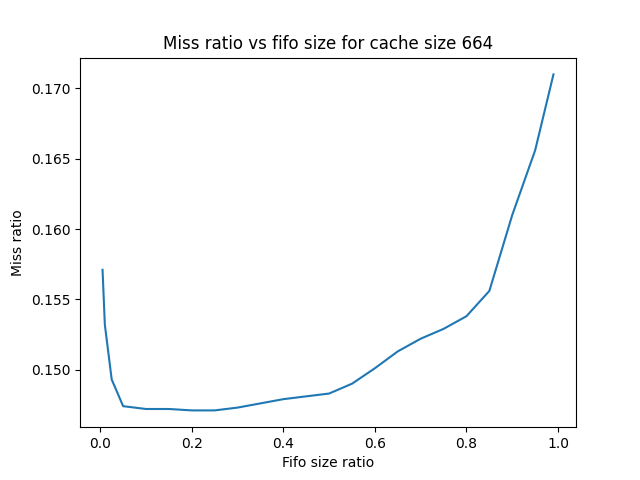 Miss ratio vs fifo size for cache size 664
0.170
0.165
0.160
0.155
0.150
Miss ratio
0.0 0.2 0.4 0.6 0.8 1.0
Fifo size ratio